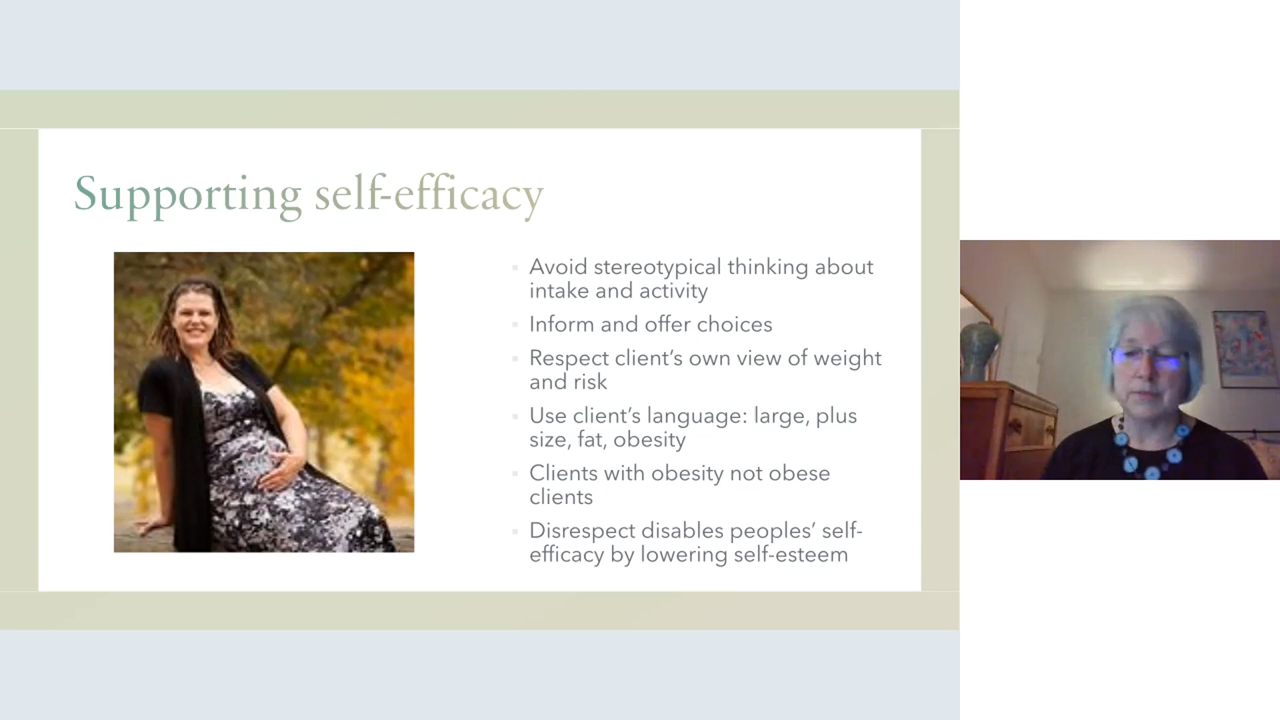 Supporting self-efficacy
Avoid stereotypical thinking about
intake and activity
Inform and offer choices
Respect client’s own view of weight
and risk
Use client’s language: large, plus
size, fat, obesity
Clients with obesity not obese
clients
Disrespect disables peoples’ self-
efficacy by lowering self-esteem